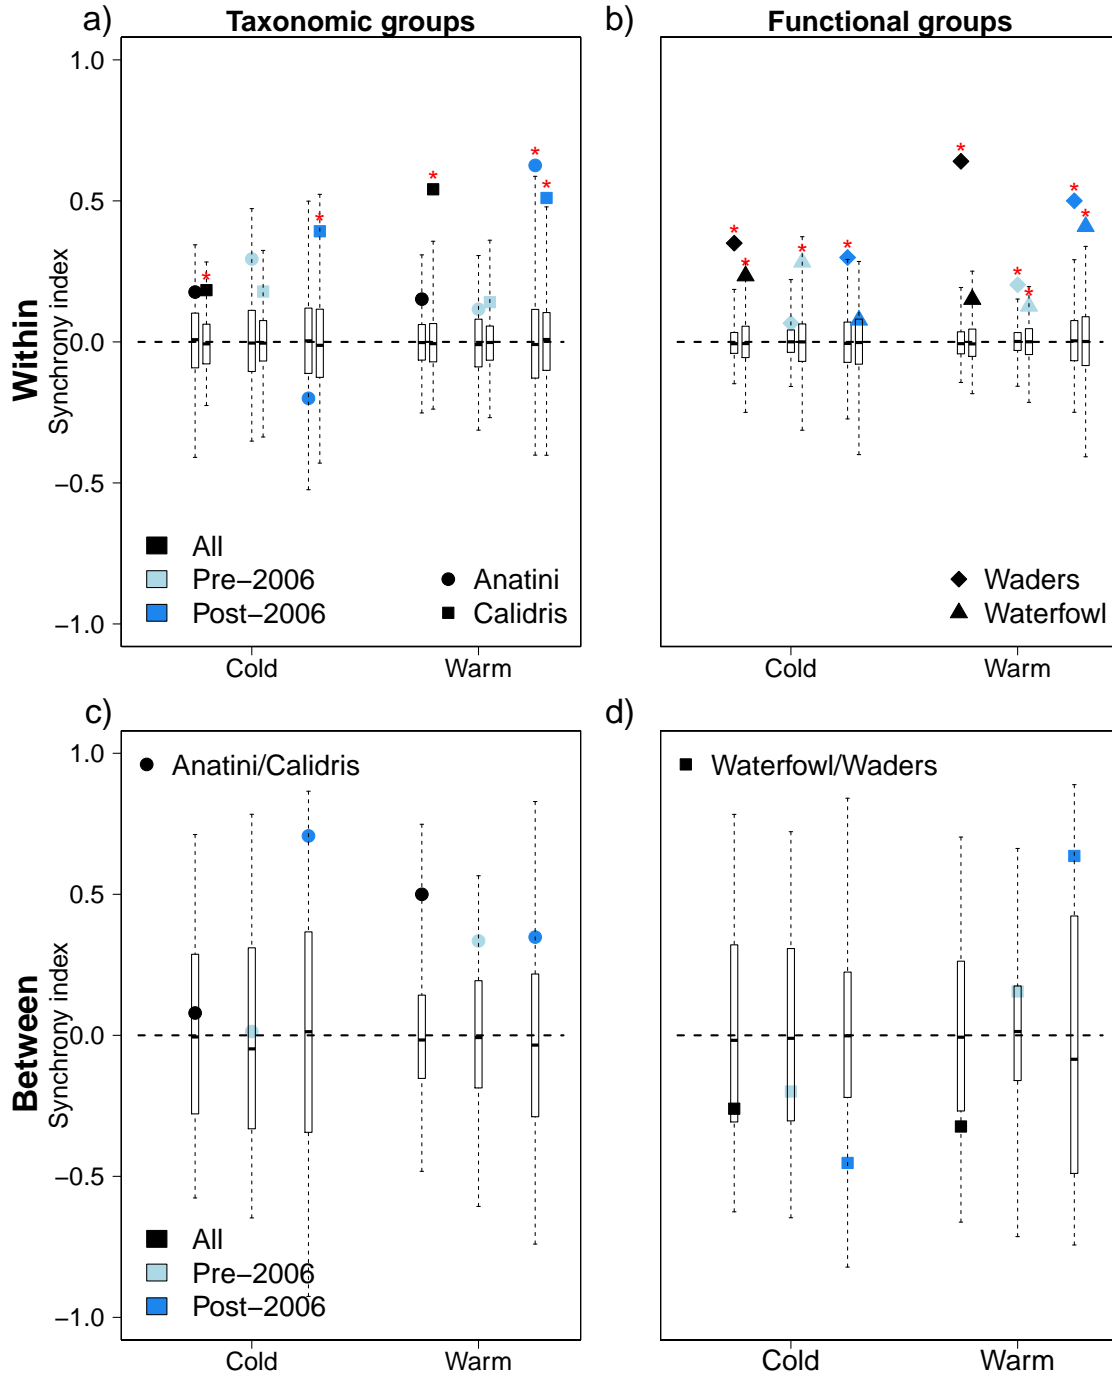 a)
Taxonomic groups
b)
Functional groups
Within
Synchrony index
1.0
0.5
0.0
−0.5
−1.0
* * * * *
* * * * * * * * *
All
Pre−2006
Post−2006
Anatini
Calidris
Waders
Waterfowl
Cold
Warm
Cold
Warm
c)
d)
Between
Synchrony index
1.0
0.5
0.0
−0.5
−1.0
Anatini/Calidris
Waterfowl/Waders
All
Pre−2006
Post−2006
Cold
Warm
Cold
Warm